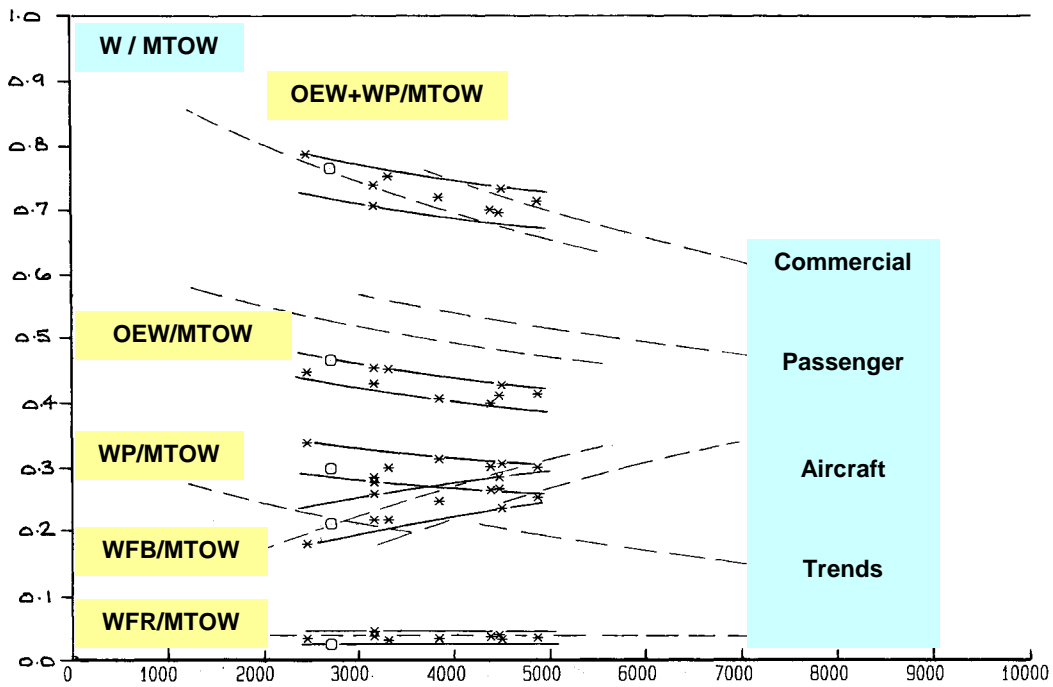 1.0
W / MTOW
0.9
OEW+WP/MTOW
0.8
0.7
0.6
Commercial
0.5
OEW/MTOW
Passenger
0.4
WP/MTOW
0.3
Aircraft
0.2
WFB/MTOW
Trends
0.1
WFR/MTOW
0.0
0 1000 2000 3000 4000 5000 6000 7000 8000 9000 10000